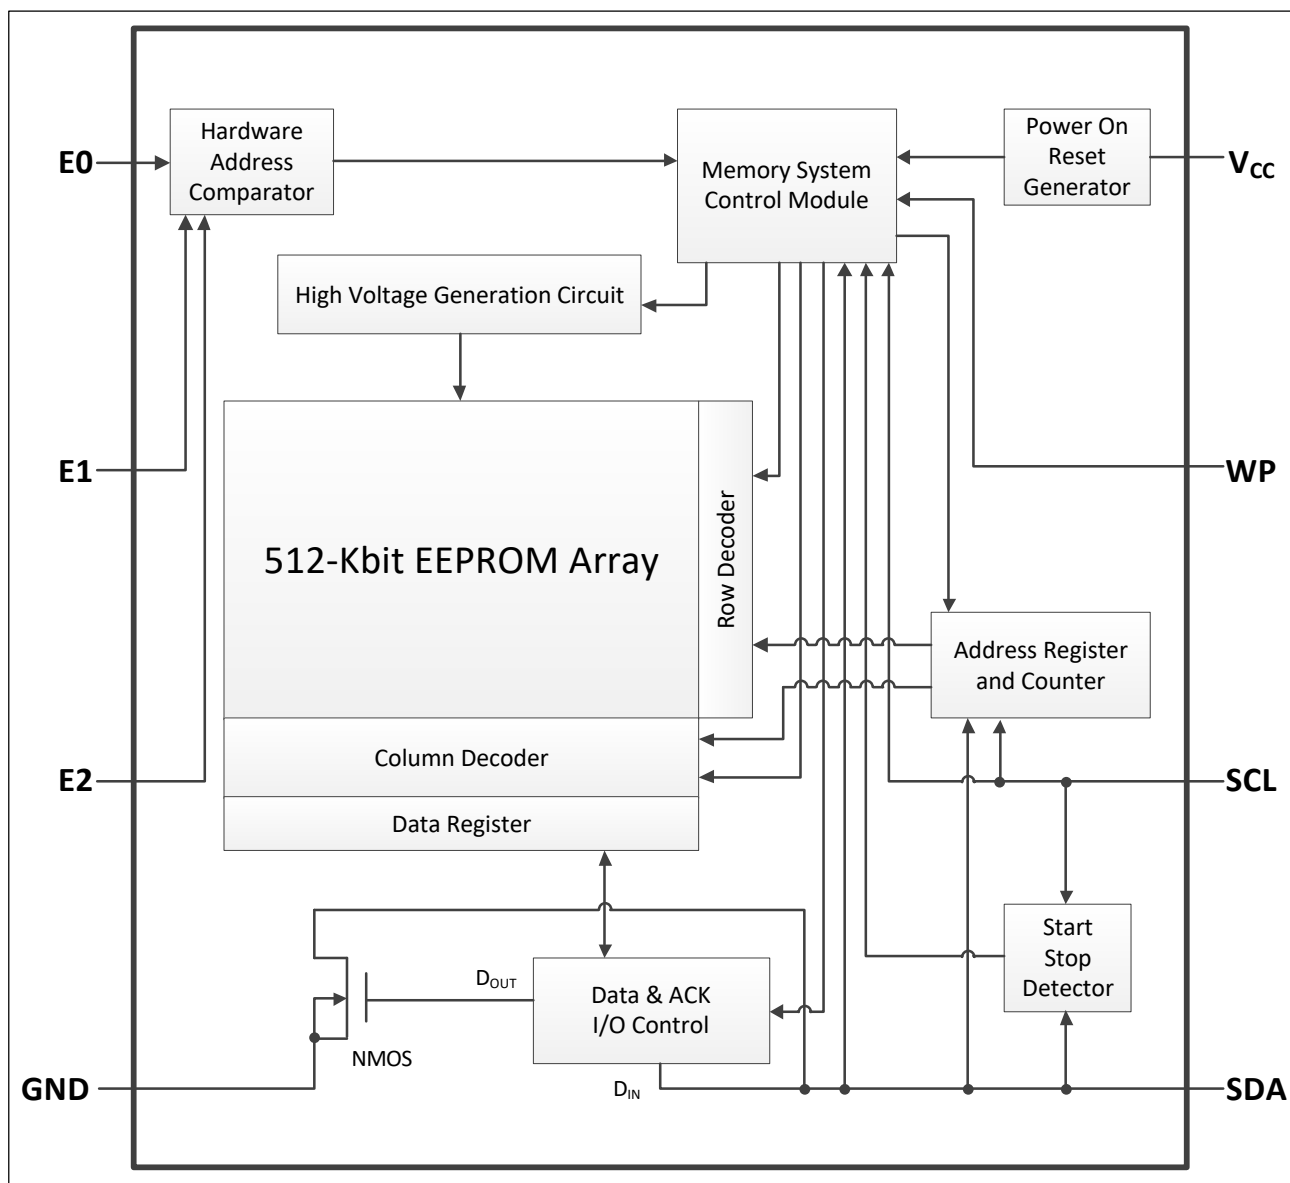 Hardware
Address
Comparator
Memory System
Control Module
Power On
Reset
Generator
E0
VCC
High Voltage Generation Circuit
E1
WP
512-Kbit EEPROM Array
Row Decoder
Address Register
and Counter
Column Decoder
E2
SCL
Data Register
Start
Stop
Detector
DOUT
Data & ACK
I/O Control
NMOS
GND
DIN
SDA